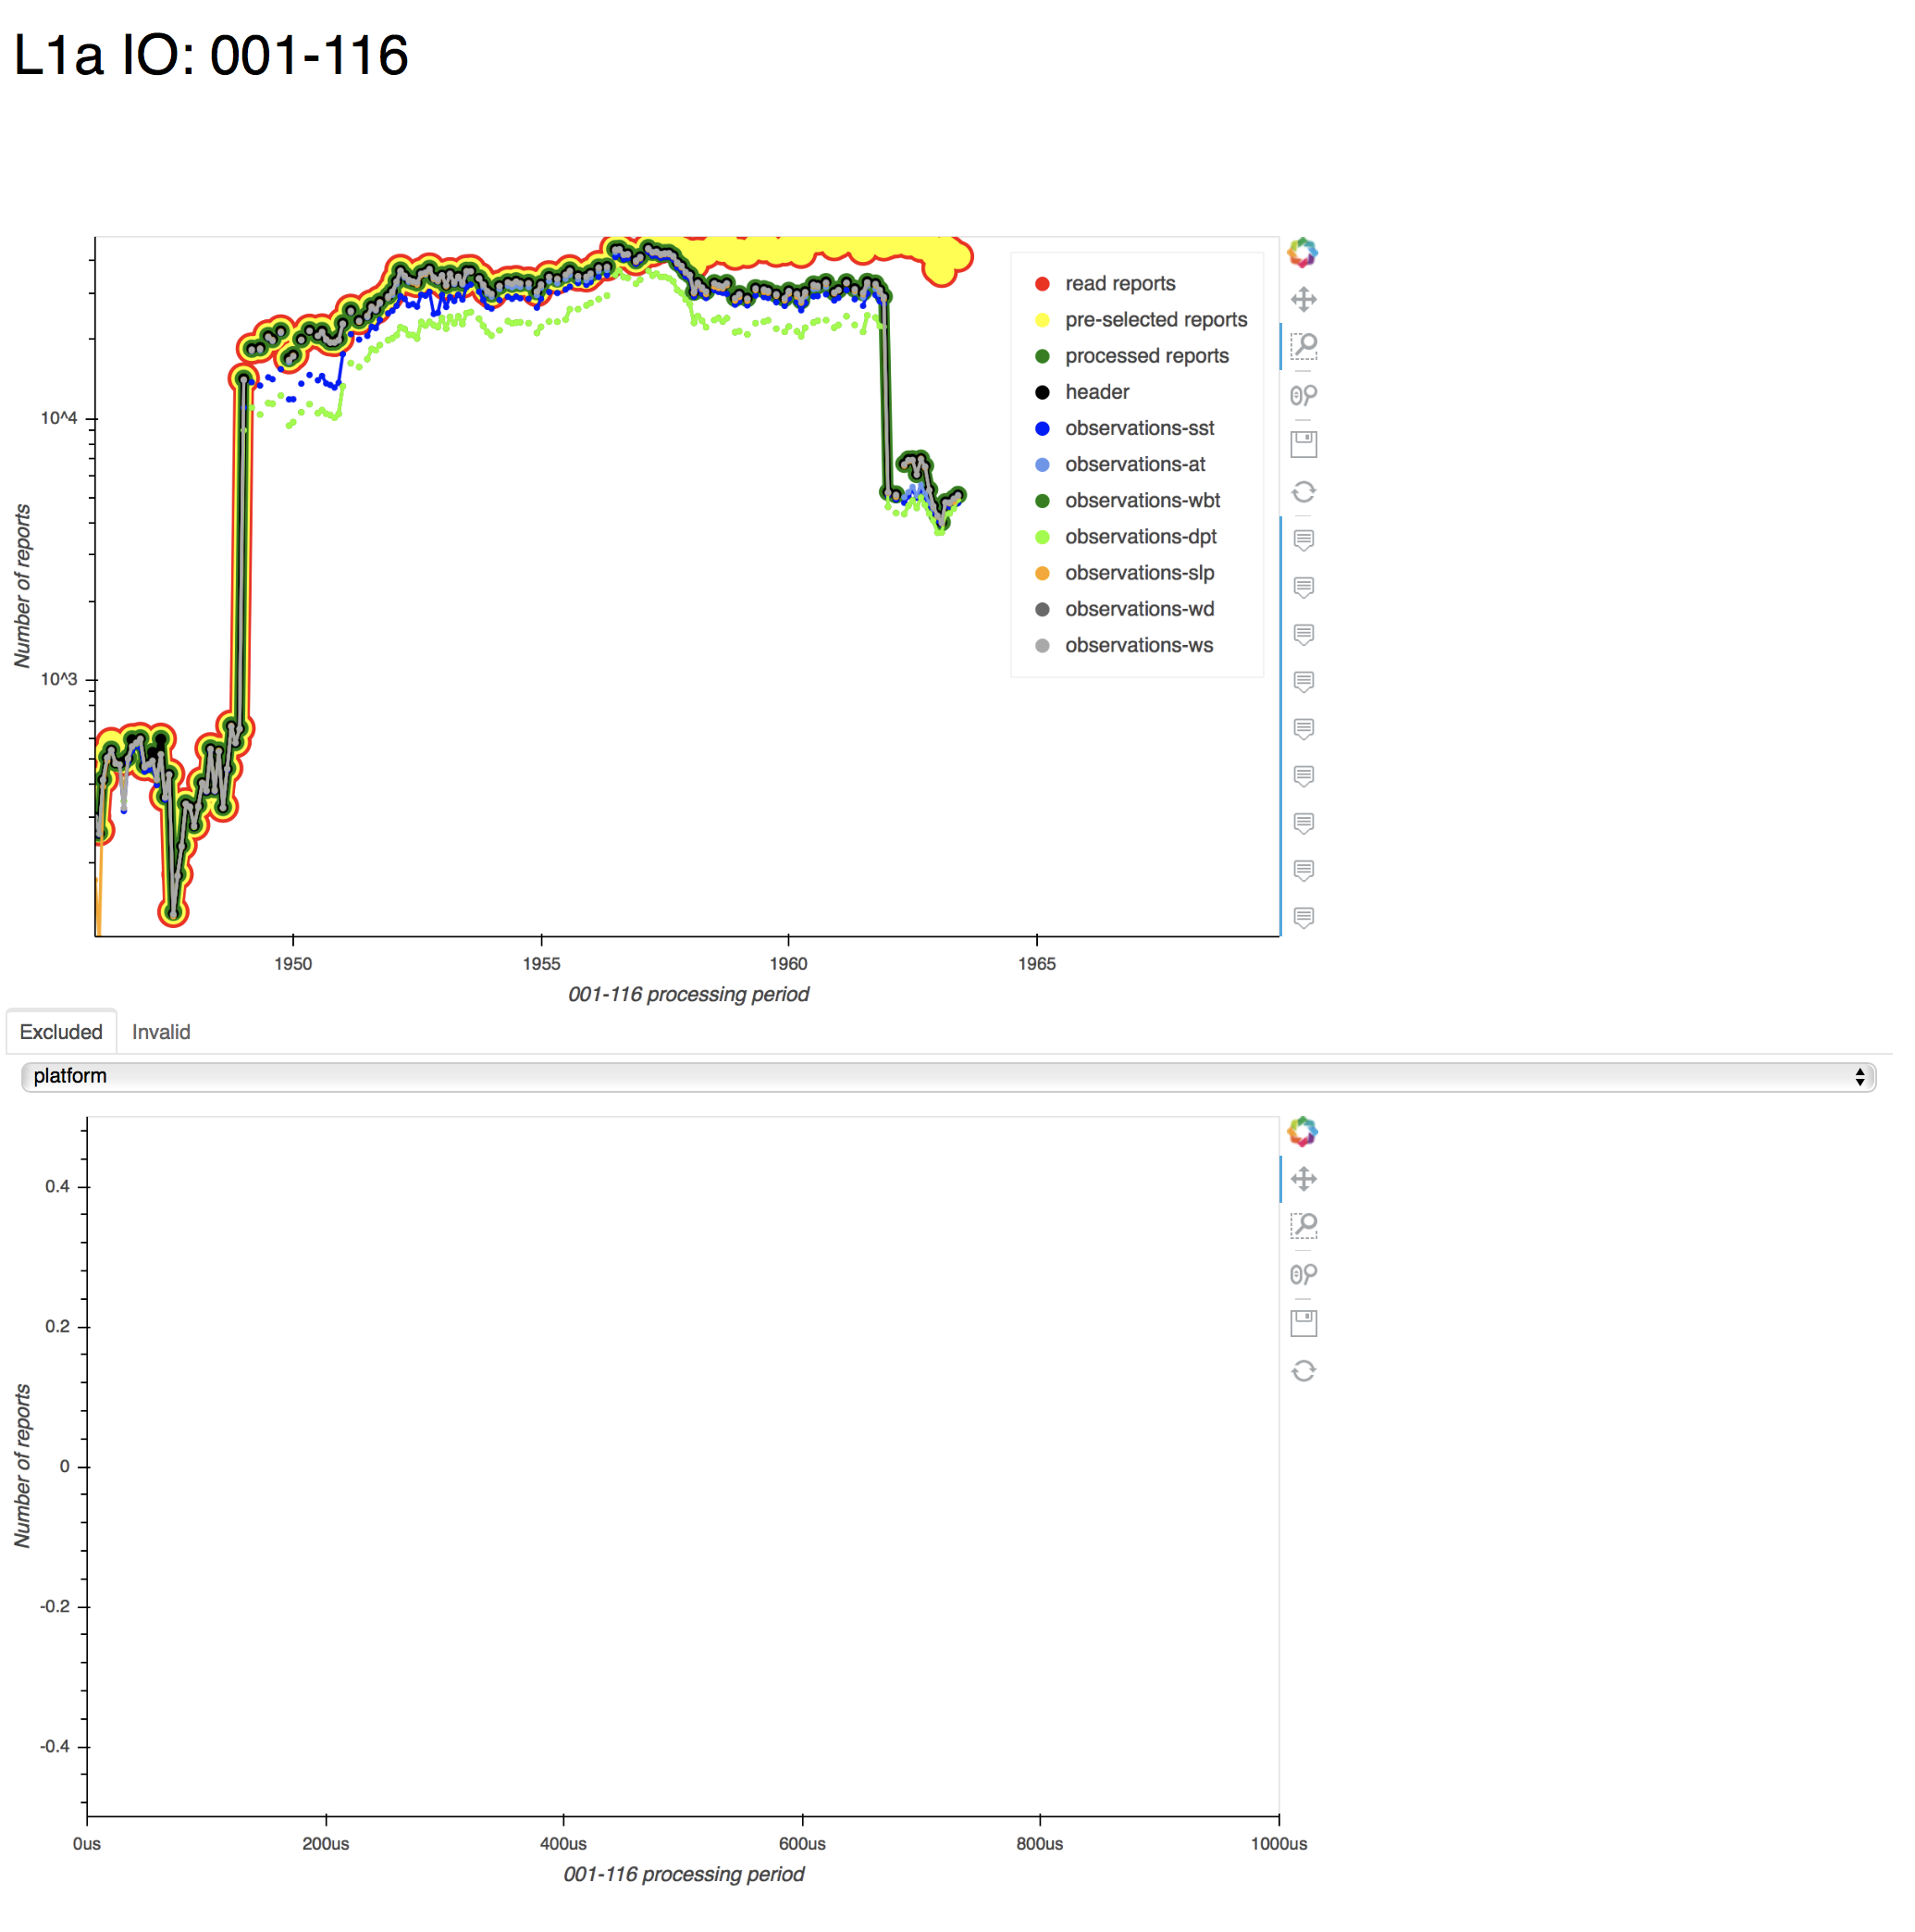 L1a IO: 001-116
read reports
pre-selected reports
processed reports
header
observations-sst
observations-at
observations-wbt
observations-dpt
observations-slp
observations-wd
observations-ws
10^4
10^3
Number of reports
1950 1955 1960 1965
001-116 processing period
Excluded Invalid
platform
0.4
0.2
0
-0.2
-0.4
Number of reports
0us 200us 400us 600us 800us 1000us
001-116 processing period